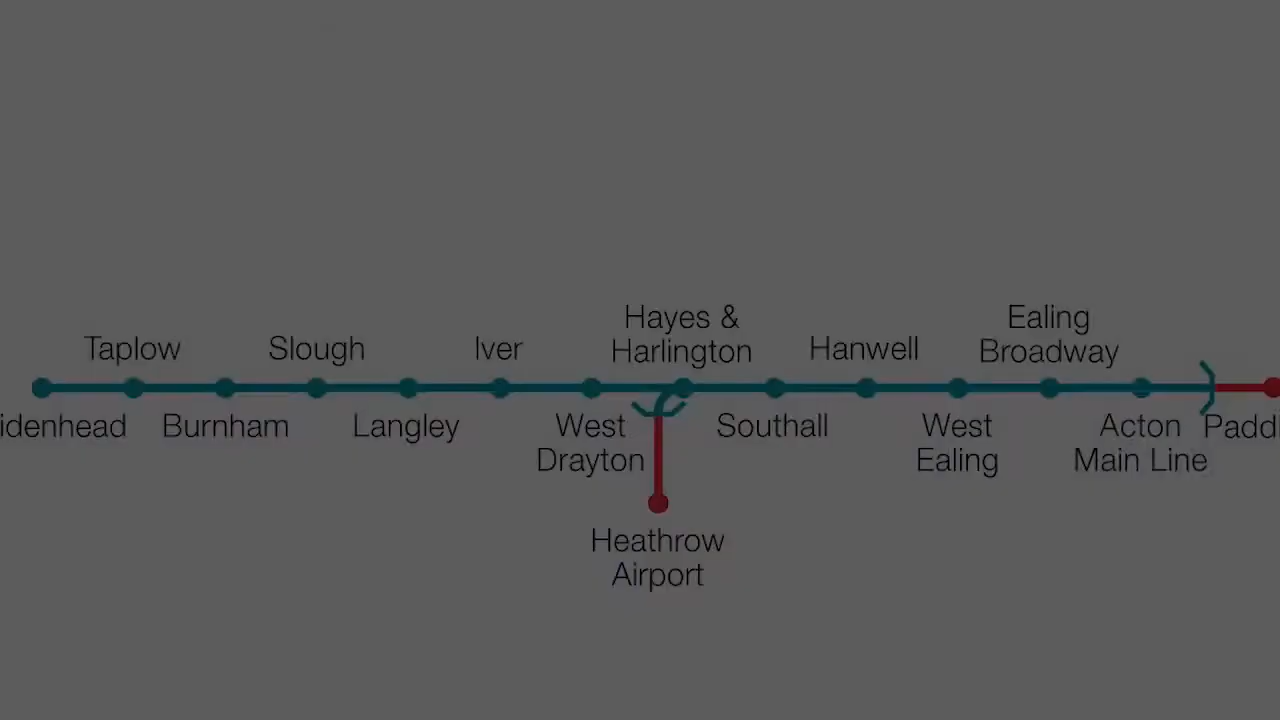 Hayes &
Harlington
Ealing
Broadway
Taplow
Slough
Iver
Hanwell
idenhead
Burnham
Langley
West
Drayton
Southall
West
Ealing
Acton
Main Line
Padd
Heathrow
Airport